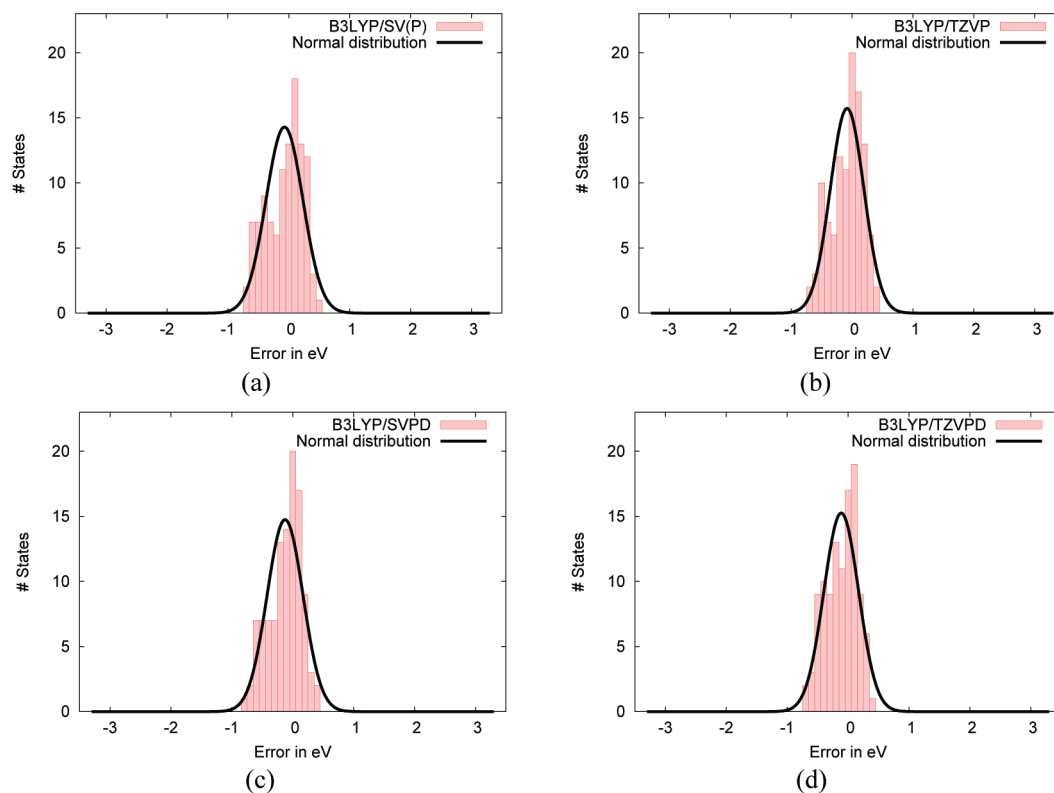 B3LYP/SV(P)
Normal distribution
20
15
10
5
0
# States
-3 -2 -1 0 1 2 3
Error in eV
(a)
B3LYP/TZVP
Normal distribution
20
15
10
5
0
# States
-3 -2 -1 0 1 2 3
Error in eV
(b)
B3LYP/SVPD
Normal distribution
20
15
10
5
0
# States
-3 -2 -1 0 1 2 3
Error in eV
(c)
B3LYP/TZVPD
Normal distribution
20
15
10
5
0
# States
-3 -2 -1 0 1 2 3
Error in eV
(d)